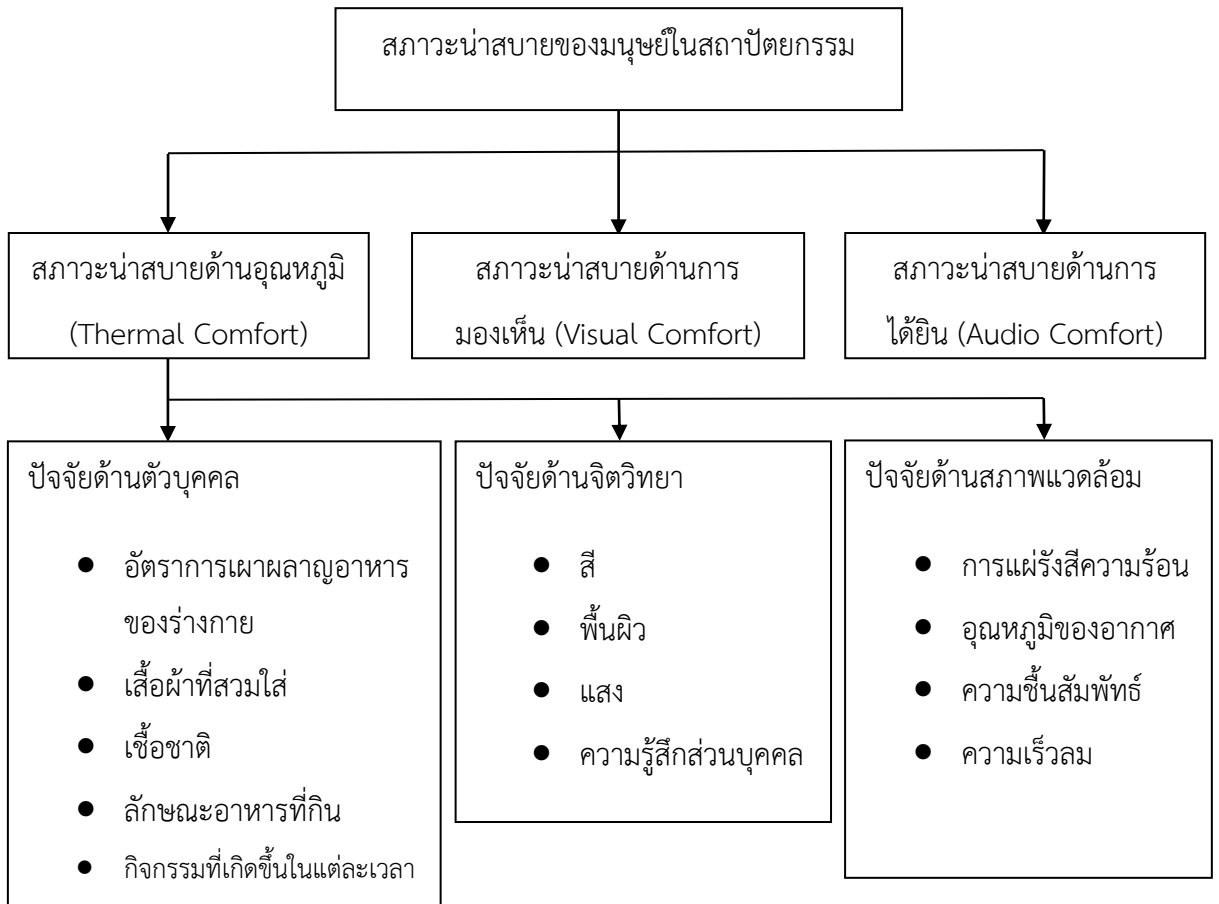 สภาวะน่าสบายของมนุษย์ในสถาปัตยกรรม
สภาวะน่าสบายด้านอุณหภูมิ
(Thermal Comfort)
สภาวะน่าสบายด้านการ
มองเห็น (Visual Comfort)
สภาวะน่าสบายด้านการ
ได้ยิน (Audio Comfort)
ปัจจัยด้านตัวบุคคล
● อัตราการเผาผลาญอาหาร
ของร่างกาย
● เสื้อผ้าที่สวมใส่
● เชื้อชาติ
● ลักษณะอาหารที่กิน
● กิจกรรมที่เกิดขึ้นในแต่ละเวลา
ปัจจัยด้านจิตวิทยา
● สี
● พื้นผิว
● แสง
● ความรู้สึกส่วนบุคคล
ปัจจัยด้านสภาพแวดล้อม
● การแผ่รังสีความร้อน
● อุณหภูมิของอากาศ
● ความชื้นสัมพัทธ์
● ความเร็วลม